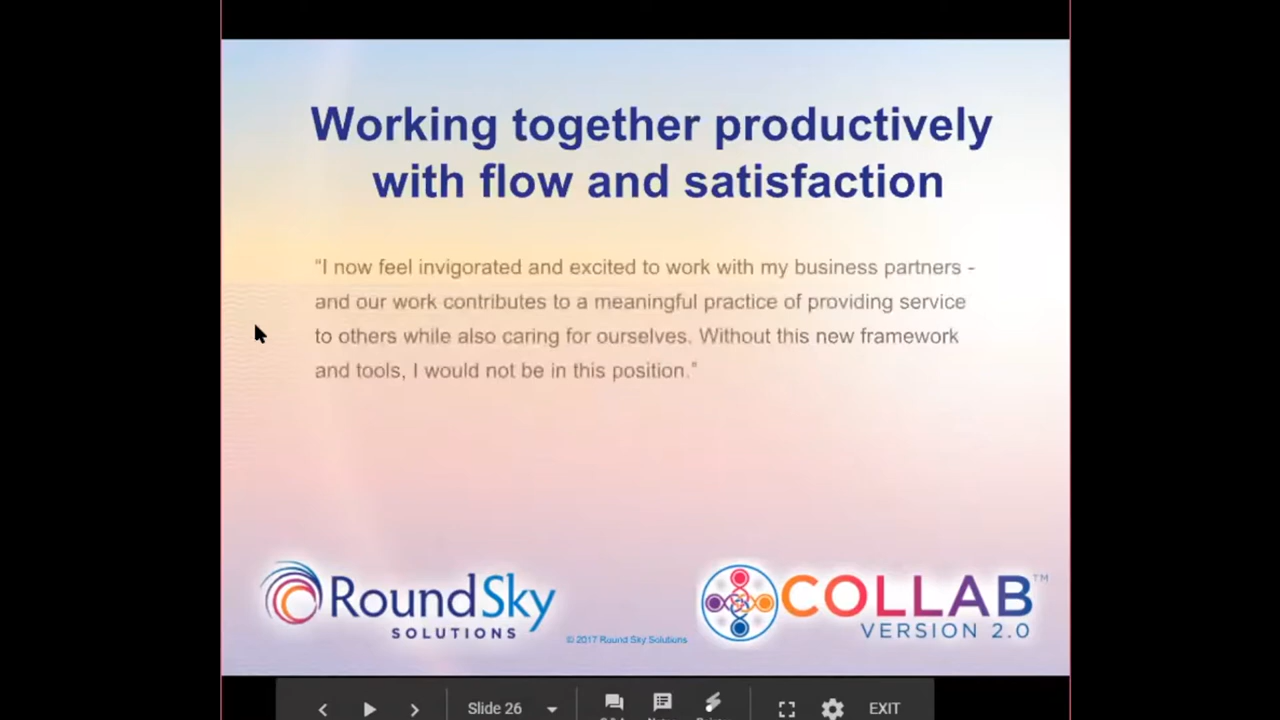 Working together productively
with flow and satisfaction
“I now feel invigorated and excited to work with my business partners -
and our work contributes to a meaningful practice of providing service
to others while also caring for ourselves. Without this new framework
and tools, I would not be in this position.”
RoundSky
SOLUTIONS
© 2017 Round Sky Solutions
COLLAB™
VERSION 2.0
Slide 26
EXIT